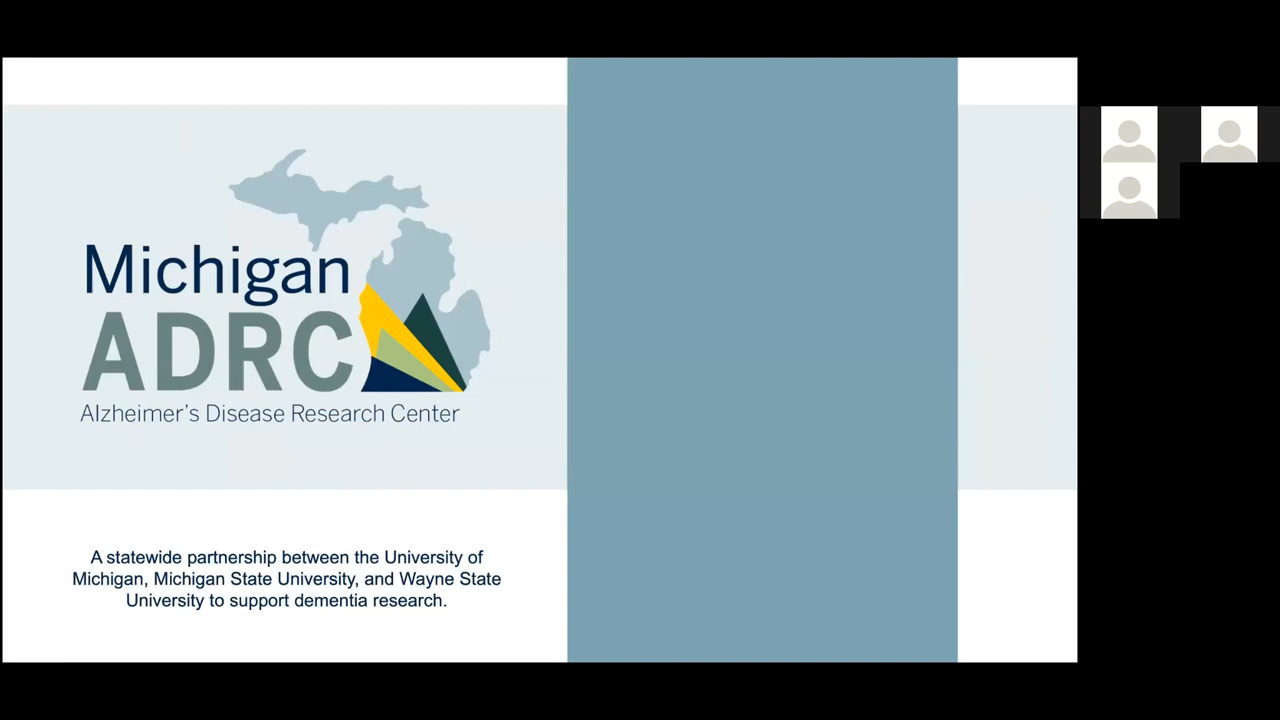 Michigan
ADRC
Alzheimer's Disease Research Center
A statewide partnership between the University of
Michigan, Michigan State University, and Wayne State
University to support dementia research.